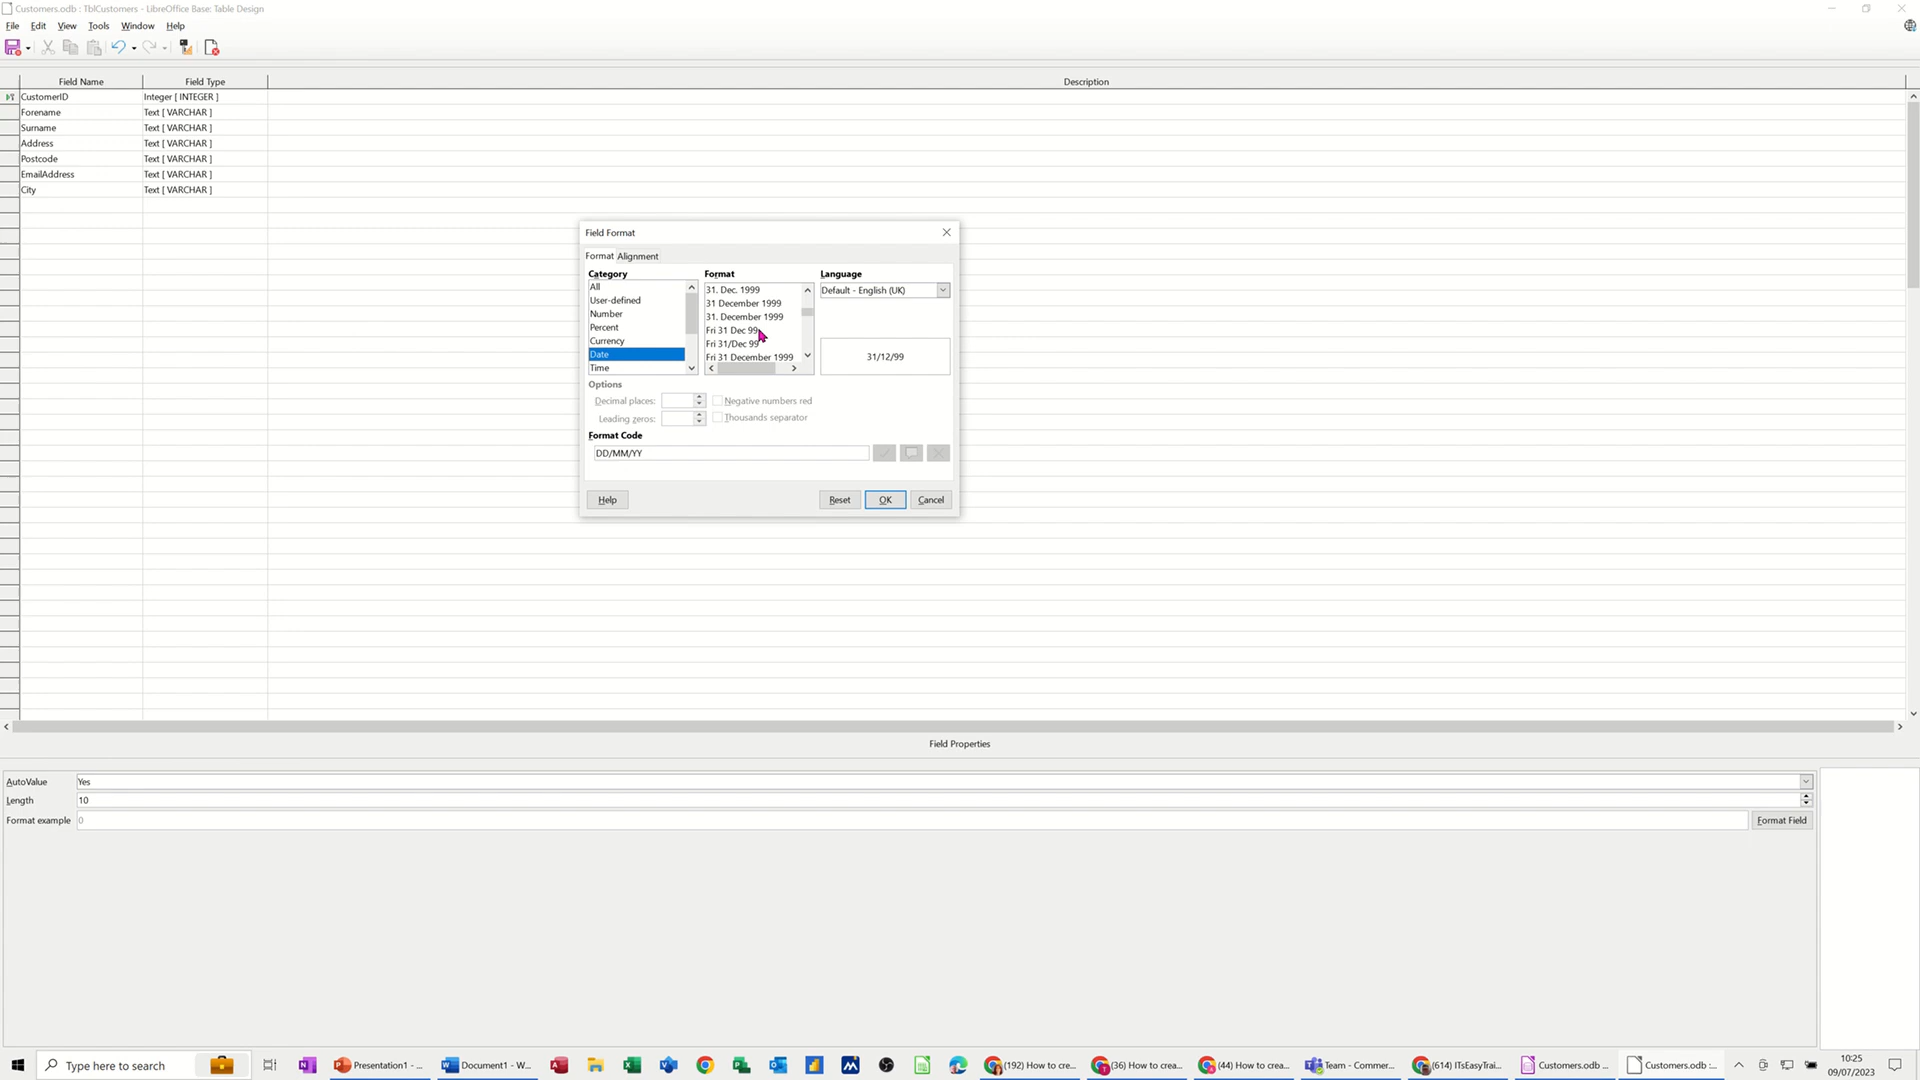 Customers.odb : TblCustomers - LibreOffice Base: Table Design
File Edit View Tools Window Help
Field Name Field Type Description
CustomerID Integer [ INTEGER ]
Forename Text [ VARCHAR ]
Surname Text [ VARCHAR ]
Address Text [ VARCHAR ]
Postcode Text [ VARCHAR ]
EmailAddress Text [ VARCHAR ]
City Text [ VARCHAR ]
Field Format
Format Alignment
Category Format Language
All
User-defined
Number
Percent
Currency
Date
Time
31. Dec. 1999
31 December 1999
31. December 1999
Fri 31 Dec 99
Fri 31/Dec 99
Fri 31 December 1999
Default - English (UK)
31/12/99
Options
Decimal places: Negative numbers red
Leading zeros: Thousands separator
Format Code
DD/MM/YY
Help Reset OK Cancel
Field Properties
AutoValue Yes
Length 10
Format example 0 Format Field
Type here to search Presentation1 - ... Document1 - W... (192) How to cre... (36) How to crea... (44) How to crea... Team - Commer... (614) ITsEasyTrai... Customers.odb ... Customers.odb :... 10:25
09/07/2023